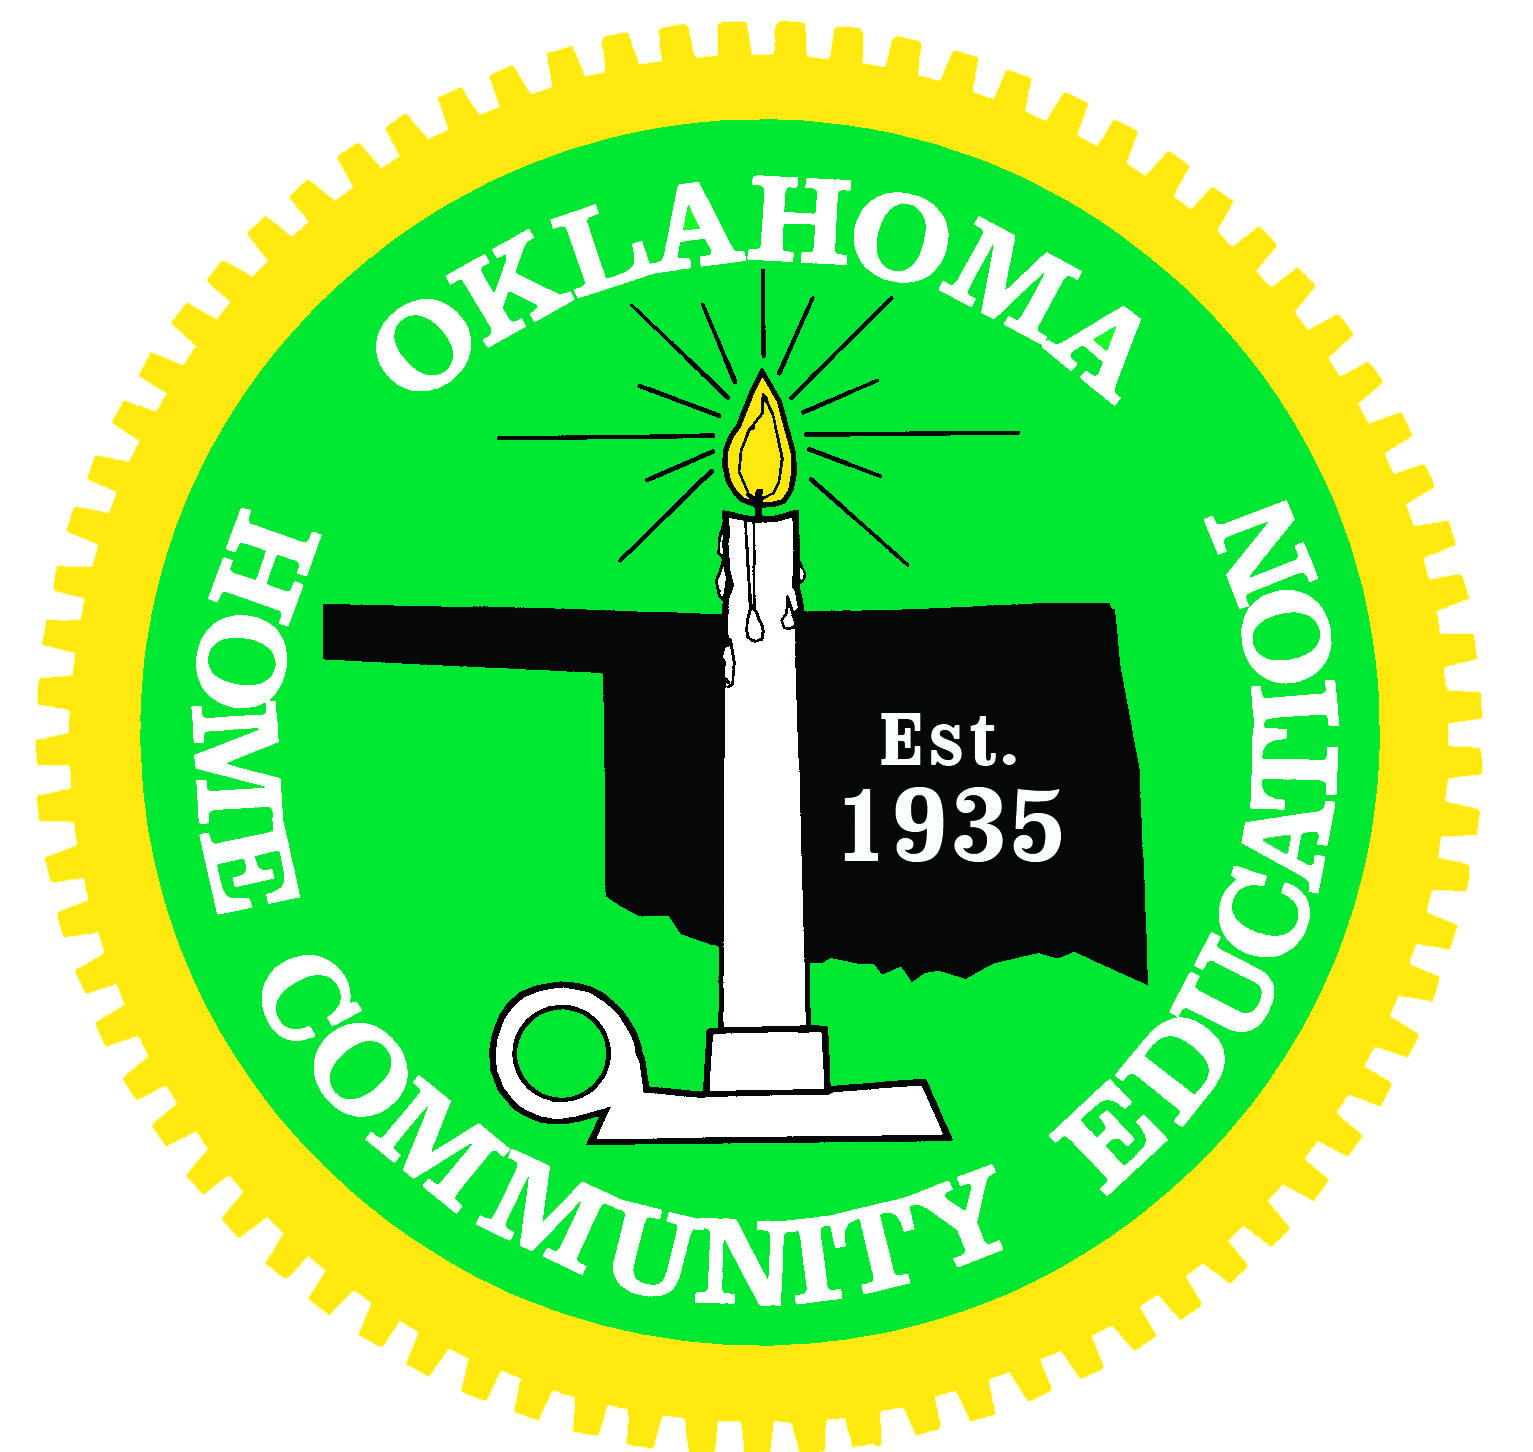 OKLAHOMA
HOME COMMUNITY EDUCATION
Est.
1935